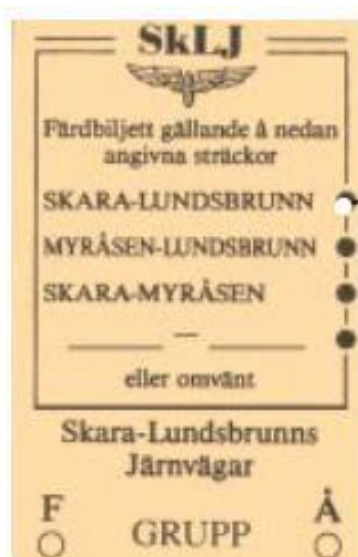 SkLJ
Färdbiljett gällande å nedan
angivna sträckor
SKARA-LUNDSBRUNN
MYRÅSEN-LUNDSBRUNN
SKARA-MYRÅSEN
—
eller omvänt
Skara-Lundsbrunns
Järnvägar
F Å
GRUPP